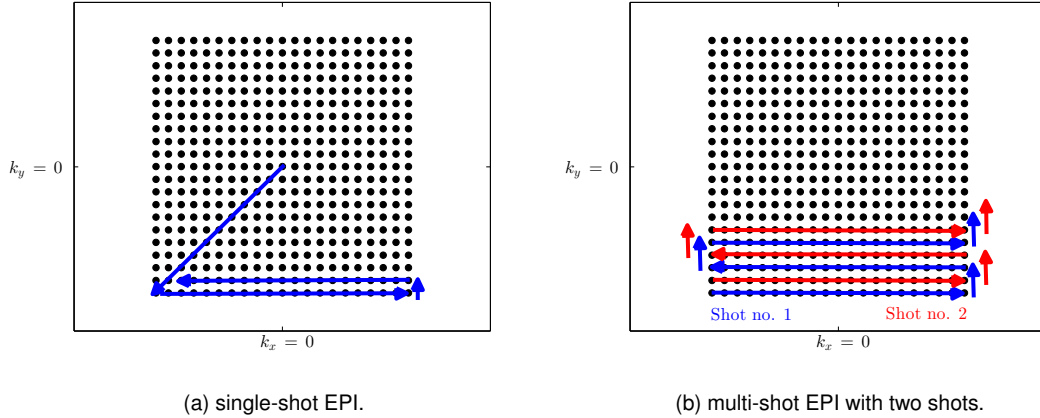 k_y = 0
k_x = 0
(a) single-shot EPI.
k_y = 0
Shot no. 1
Shot no. 2
k_x = 0
(b) multi-shot EPI with two shots.